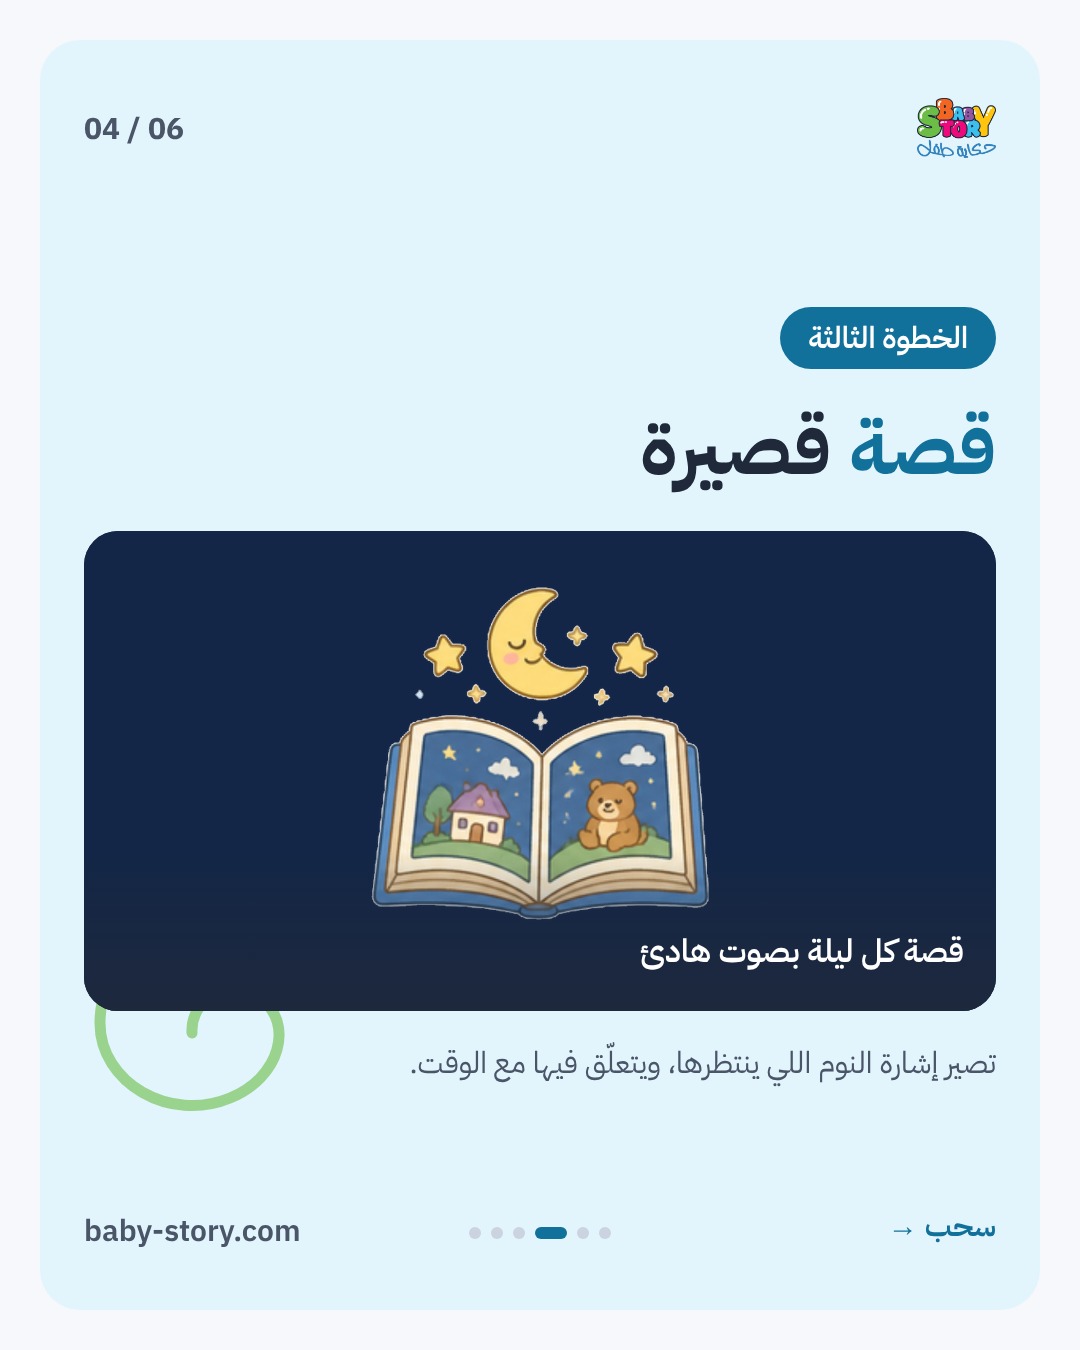 04 / 06
BABY STORY
حكاية طفل
الخطوة الثالثة
قصة قصيرة
قصة كل ليلة بصوت هادئ
تصير إشارة النوم اللي ينتظرها، ويتعلّق فيها مع الوقت.
سحب →
baby-story.com